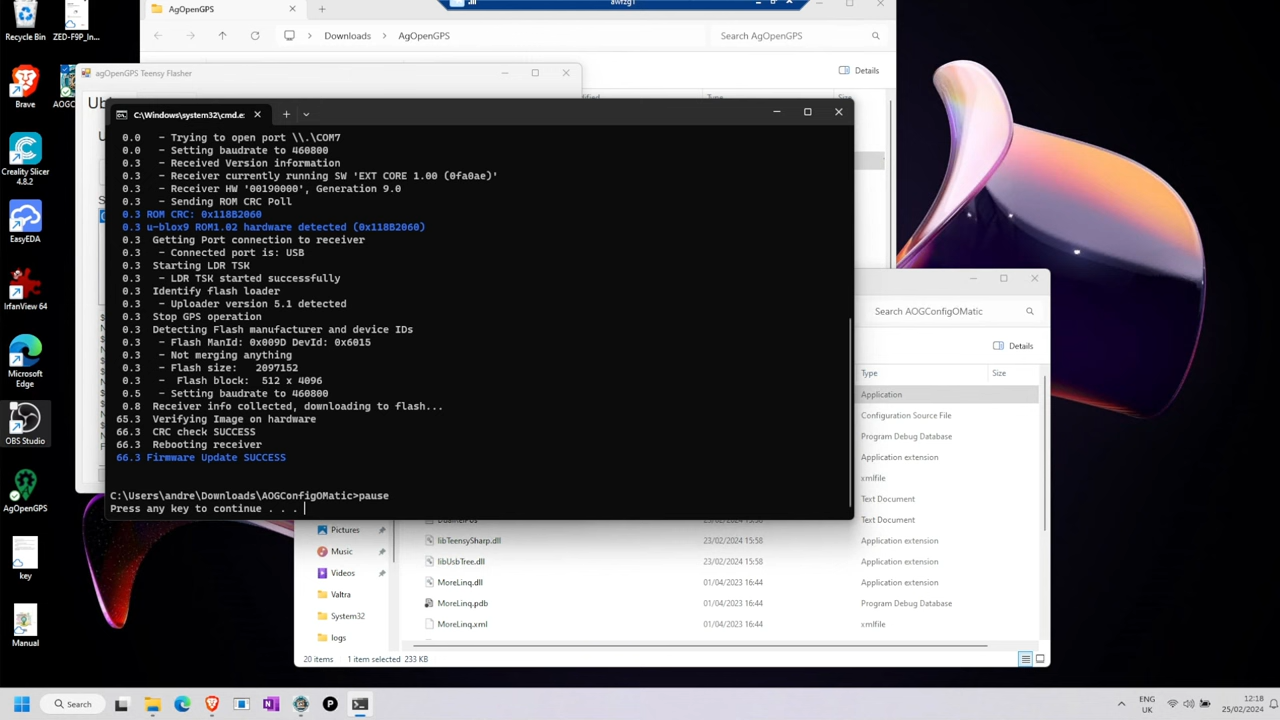 AgOpenGPS
awrzg1
Downloads
AgOpenGPS
Search AgOpenGPS
Details
Recycle Bin
ZED-F9P_In...
Brave
AOGC
Creality Slicer
4.8.2
EasyEDA
IrfanView 64
Microsoft
Edge
OBS Studio
AgOpenGPS
key
Manual
agOpenGPS Teensy Flasher
C:\Windows\system32\cmd.e:
0.0 - Trying to open port \\.\COM7
0.0 - Setting baudrate to 460800
0.3 - Received Version information
0.3 - Receiver currently running SW 'EXT CORE 1.00 (0fa0ae)'
0.3 - Receiver HW '00190000', Generation 9.0
0.3 - Sending ROM CRC Poll
0.3 ROM CRC: 0x118B2060
0.3 u-blox9 ROM1.02 hardware detected (0x118B2060)
0.3 Getting Port connection to receiver
0.3 - Connected port is: USB
0.3 Starting LDR TSK
0.3 - LDR TSK started successfully
0.3 Identify flash loader
0.3 - Uploader version 5.1 detected
0.3 Stop GPS operation
0.3 Detecting Flash manufacturer and device IDs
0.3 - Flash ManId: 0x009D DevId: 0x6015
0.3 - Not merging anything
0.3 - Flash size: 2097152
0.3 - Flash block: 512 x 4096
0.5 - Setting baudrate to 460800
0.8 Receiver info collected, downloading to flash...
65.3 Verifying Image on hardware
66.3 CRC check SUCCESS
66.3 Rebooting receiver
66.3 Firmware Update SUCCESS
C:\Users\andre\Downloads\AOGConfigOMatic>pause
Press any key to continue . . .
Search AOGConfigOMatic
Details
Type
Size
Application
Configuration Source File
Program Debug Database
Application extension
xmlfile
Text Document
Text Document
libTeensySharp.dll 23/02/2024 15:58 Application extension
libUsbTree.dll 23/02/2024 15:58 Application extension
MoreLinq.dll 01/04/2023 16:44 Application extension
MoreLinq.pdb 01/04/2023 16:44 Program Debug Database
MoreLinq.xml 01/04/2023 16:44 xmlfile
Pictures
Music
Videos
Valtra
System32
logs
20 items 1 item selected 233 KB
Search
ENG
UK
12:18
25/02/2024